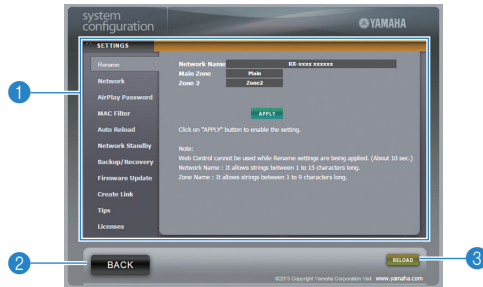 system
configuration
YAMAHA
SETTINGS
Rename
Network
AirPlay Password
MAC Filter
Auto Reload
Network Standby
Backup/Recovery
Firmware Update
Create Link
Tips
Licenses
Network Name RX-xxxx xxxxxx
Main Zone Main
Zone 2 Zone2
APPLY
Click on "APPLY" button to enable the setting.
Note:
Web Control cannot be used while Rename settings are being applied. (About 10 sec.)
Network Name : It allows strings between 1 to 15 characters long.
Zone Name : It allows strings between 1 to 9 characters long.
BACK
RELOAD
©2015 Copyright Yamaha Corporation Visit www.yamaha.com
1
2
3